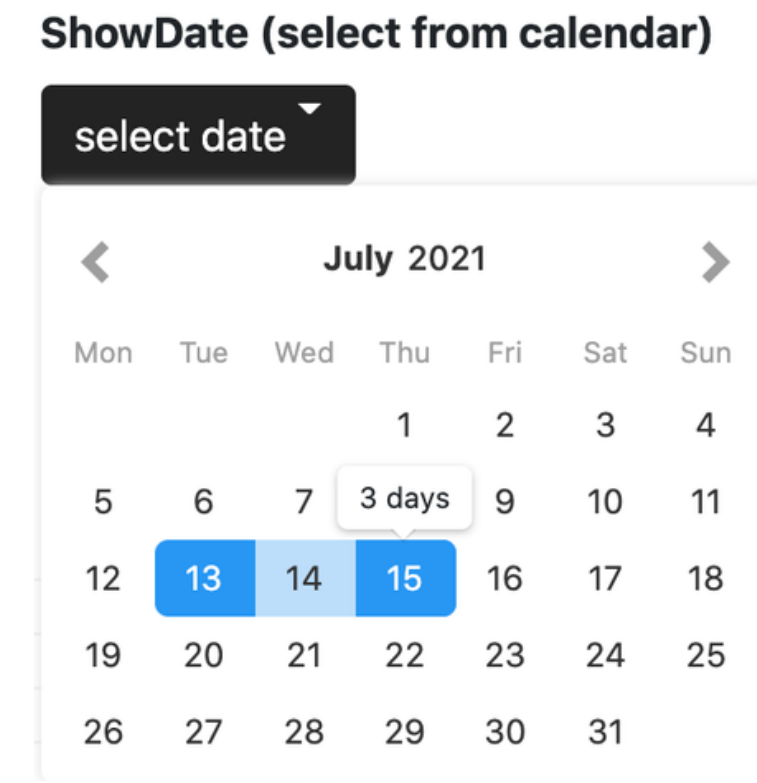 ShowDate (select from calendar)
select date
July 2021
Mon Tue Wed Thu Fri Sat Sun
1 2 3 4
5 6 7 3 days 9 10 11
12 13 14 15 16 17 18
19 20 21 22 23 24 25
26 27 28 29 30 31